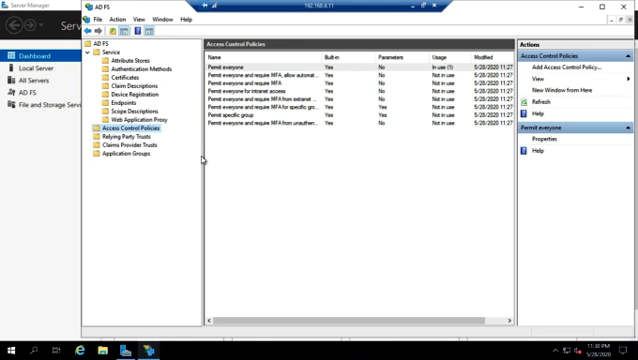 Server Manager
AD FS
192.168.4.11
File Action View Window Help
Dashboard
Local Server
All Servers
AD FS
File and Storage Servic
AD FS
Service
Attribute Stores
Authentication Methods
Certificates
Claim Descriptions
Device Registration
Endpoints
Scope Descriptions
Web Application Proxy
Access Control Policies
Relying Party Trusts
Claims Provider Trusts
Application Groups
Access Control Policies
Name Built-in Parameters Usage Modified
Permit everyone Yes No In use (1) 5/28/2020 11:27
Permit everyone and require MFA, allow automat... Yes No Not in use 5/28/2020 11:27
Permit everyone and require MFA Yes No Not in use 5/28/2020 11:27
Permit everyone for intranet access Yes No Not in use 5/28/2020 11:27
Permit everyone and require MFA from extranet ... Yes No Not in use 5/28/2020 11:27
Permit everyone and require MFA for specific gro... Yes Yes Not in use 5/28/2020 11:27
Permit specific group Yes Yes Not in use 5/28/2020 11:27
Permit everyone and require MFA from unauthen... Yes No Not in use 5/28/2020 11:27
Actions
Access Control Policies
Add Access Control Policy...
View
New Window from Here
Refresh
Help
Permit everyone
Properties
Help
11:30 PM
5/28/2020